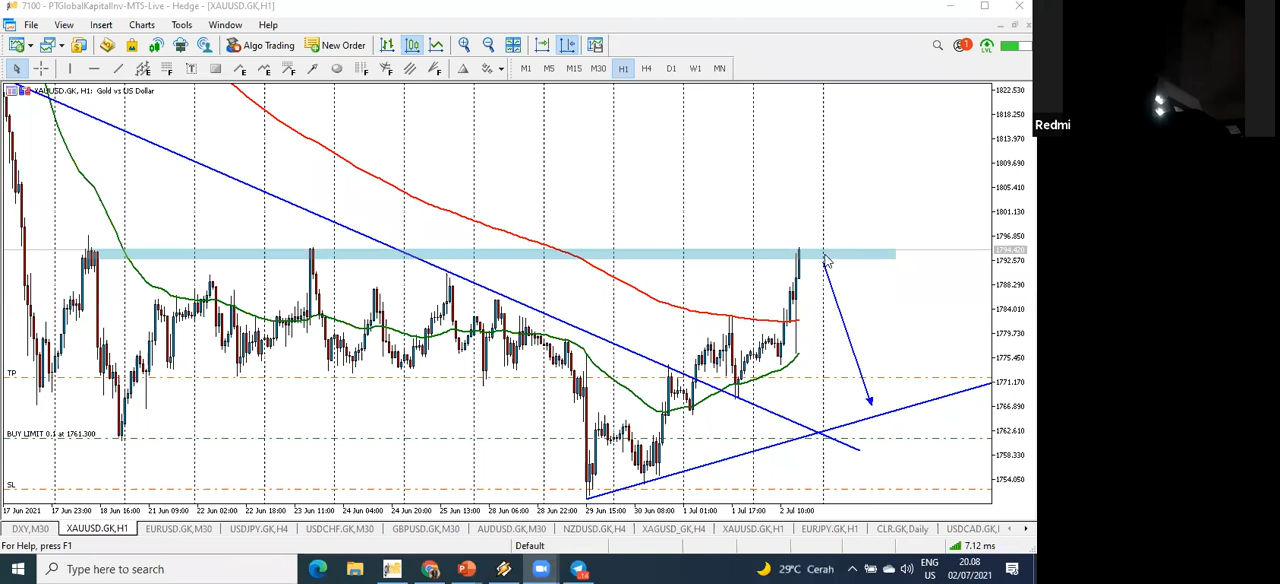 7100 - PTGlobalKapitalInv-MT5-Live - Hedge - [XAUUSD.GK,H1]
File View Insert Charts Tools Window Help
Algo Trading New Order 1 LVL
T E F M1 M5 M15 M30 H1 H4 D1 W1 MN
XAUUSD.GK, H1: Gold vs US Dollar
1822.530
1818.250
1813.970
1809.690
1805.410
1801.130
1796.850
1794.420
1792.570
1788.290
1784.010
1779.730
1775.450
1771.170
1766.890
1762.610
1758.330
1754.050
TP
BUY LIMIT 0.1 at 1761.300
SL
17 Jun 2021 17 Jun 23:00 18 Jun 16:00 21 Jun 09:00 22 Jun 02:00 22 Jun 18:00 23 Jun 11:00 24 Jun 04:00 24 Jun 20:00 25 Jun 13:00 28 Jun 06:00 28 Jun 22:00 29 Jun 15:00 30 Jun 08:00 1 Jul 01:00 1 Jul 17:00 2 Jul 10:00
DXY,M30 XAUUSD.GK,H1 EURUSD.GK,M30 USDJPY.GK,H4 USDCHF.GK,M30 GBPUSD.GK,M30 AUDUSD.GK,M30 NZDUSD.GK,H4 XAGUSD_GK,H4 XAUUSD.GK,H1 EURJPY.GK,H1 CLR.GK,Daily USDCAD.GK,
For Help, press F1 Default 7.12 ms
Type here to search 29°C Cerah ENG US 20.08 02/07/2021
Redmi